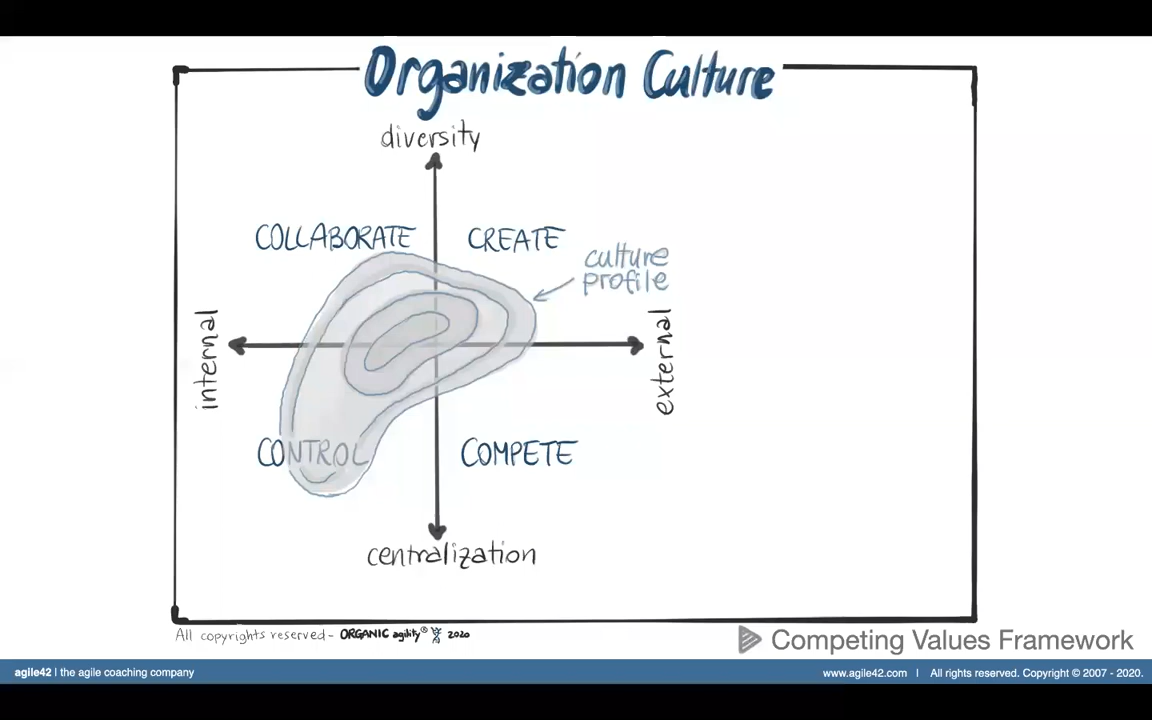 Organization Culture
diversity
COLLABORATE
CREATE
culture
profile
internal
external
CONTROL
COMPETE
centralization
All copyrights reserved - ORGANIC agility® 2020
Competing Values Framework
agile42 | the agile coaching company
www.agile42.com | All rights reserved. Copyright © 2007 - 2020.